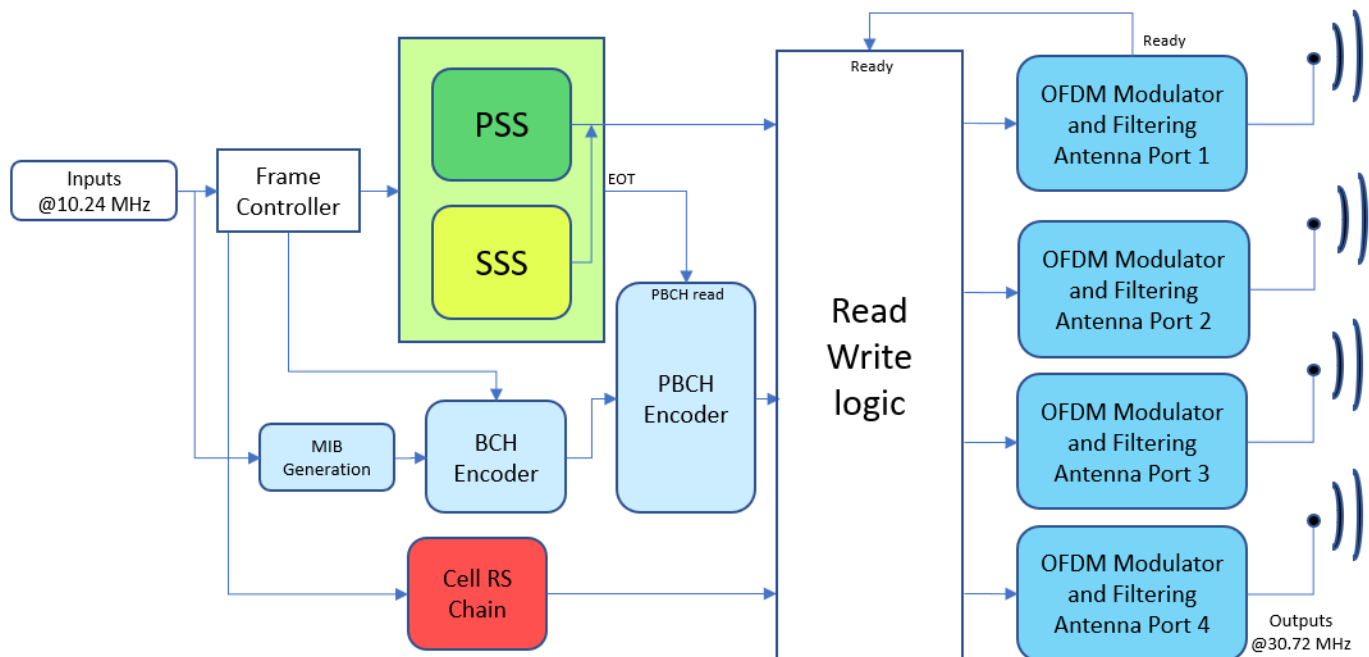 Inputs
@10.24 MHz
Frame
Controller
PSS
SSS
EOT
MIB
Generation
BCH
Encoder
PBCH read
PBCH
Encoder
Cell RS
Chain
Ready
Read
Write
logic
Ready
OFDM Modulator
and Filtering
Antenna Port 1
OFDM Modulator
and Filtering
Antenna Port 2
OFDM Modulator
and Filtering
Antenna Port 3
OFDM Modulator
and Filtering
Antenna Port 4
Outputs
@30.72 MHz